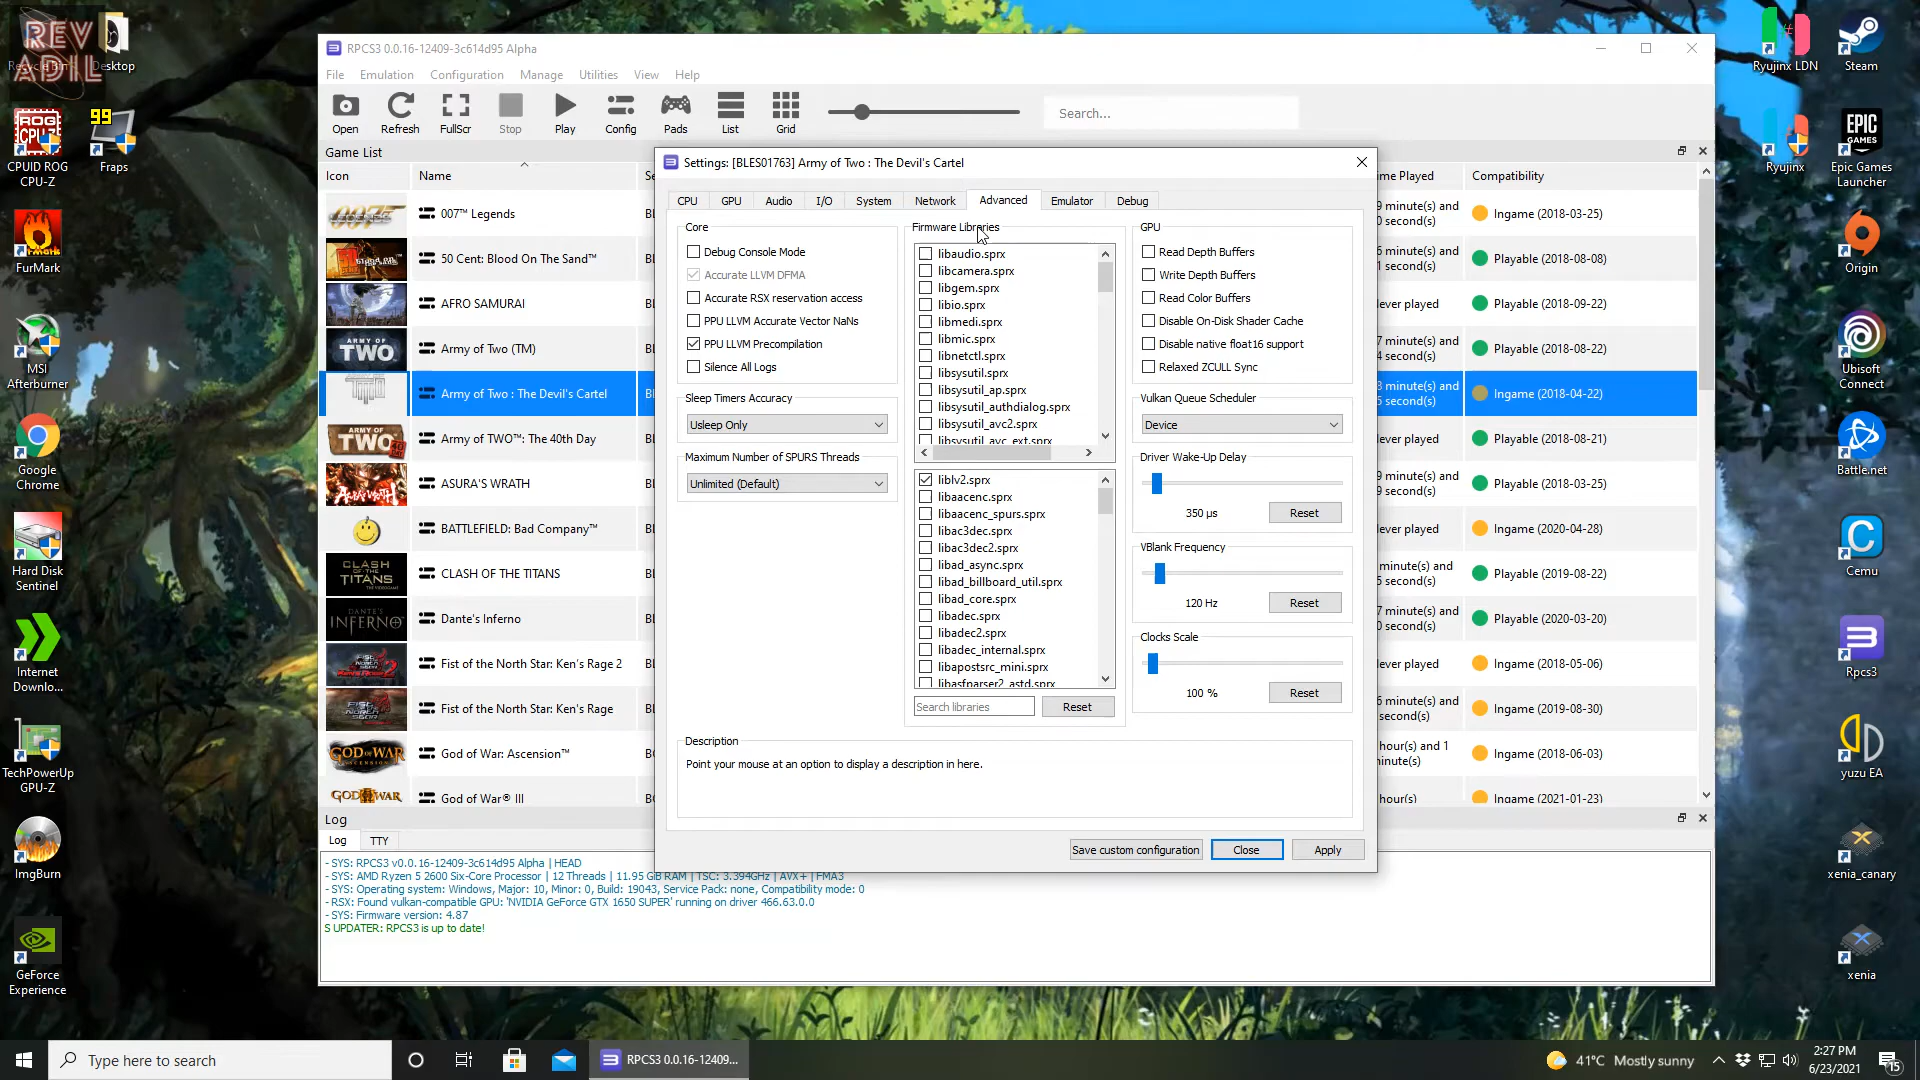 REV
ADIL
Desktop
CPUID ROG
CPU-Z
99
Fraps
FurMark
MSI
Afterburner
Google
Chrome
Hard Disk
Sentinel
Internet
Downlo...
TechPowerUp
GPU-Z
ImgBurn
GeForce
Experience
RPCS3 0.0.16-12409-3c614d95 Alpha
File Emulation Configuration Manage Utilities View Help
Open Refresh FullScr Stop Play Config Pads List Grid
Search...
Game List
Icon Name
Compatibility
007™ Legends
Ingame (2018-03-25)
50 Cent: Blood On The Sand™
Playable (2018-08-08)
AFRO SAMURAI
Playable (2018-09-22)
Army of Two (TM)
Playable (2018-08-22)
Army of Two : The Devil's Cartel
Ingame (2018-04-22)
Army of TWO™: The 40th Day
Playable (2018-08-21)
ASURA'S WRATH
Playable (2018-03-25)
BATTLEFIELD: Bad Company™
Ingame (2020-04-28)
CLASH OF THE TITANS
Playable (2019-08-22)
Dante's Inferno
Playable (2020-03-20)
Fist of the North Star: Ken's Rage 2
Ingame (2018-05-06)
Fist of the North Star: Ken's Rage
Ingame (2019-08-30)
God of War: Ascension™
Ingame (2018-06-03)
God of War® III
Ingame (2021-01-23)
Settings: [BLES01763] Army of Two : The Devil's Cartel
CPU GPU Audio I/O System Network Advanced Emulator Debug
Core
Debug Console Mode
Accurate LLVM DFMA
Accurate RSX reservation access
PPU LLVM Accurate Vector NaNs
PPU LLVM Precompilation
Silence All Logs
Sleep Timers Accuracy
Usleep Only
Maximum Number of SPURS Threads
Unlimited (Default)
Firmware Libraries
libaudio.sprx
libcamera.sprx
libgem.sprx
libio.sprx
libmedi.sprx
libmic.sprx
libnetctl.sprx
libsysutil.sprx
libsysutil_ap.sprx
libsysutil_authdialog.sprx
libsysutil_avc2.sprx
libsysutil_avc_ext.sprx
liblv2.sprx
libaacenc.sprx
libaacenc_spurs.sprx
libac3dec.sprx
libac3dec2.sprx
libad_async.sprx
libad_billboard_util.sprx
libad_core.sprx
libadec.sprx
libadec2.sprx
libadec_internal.sprx
libapostsrc_mini.sprx
libasfparser2_astd.sprx
Search libraries
Reset
GPU
Read Depth Buffers
Write Depth Buffers
Read Color Buffers
Disable On-Disk Shader Cache
Disable native float16 support
Relaxed ZCULL Sync
Vulkan Queue Scheduler
Device
Driver Wake-Up Delay
350 µs Reset
VBlank Frequency
120 Hz Reset
Clocks Scale
100 % Reset
Description
Point your mouse at an option to display a description in here.
Save custom configuration Close Apply
Log
Log TTY
- SYS: RPCS3 v0.0.16-12409-3c614d95 Alpha | HEAD
- SYS: AMD Ryzen 5 2600 Six-Core Processor | 12 Threads | 11.95 GiB RAM | TSC: 3.394GHz | AVX+ | FMA3
- SYS: Operating system: Windows, Major: 10, Minor: 0, Build: 19043, Service Pack: none, Compatibility mode: 0
- RSX: Found vulkan-compatible GPU: 'NVIDIA GeForce GTX 1650 SUPER' running on driver 466.63.0.0
- SYS: Firmware version: 4.87
S UPDATER: RPCS3 is up to date!
Ryujinx LDN
Steam
Ryujinx
Epic Games
Launcher
Origin
Ubisoft
Connect
Battle.net
Cemu
Rpcs3
yuzu EA
xenia_canary
xenia
Type here to search
RPCS3 0.0.16-12409...
41°C Mostly sunny
2:27 PM
6/23/2021
15